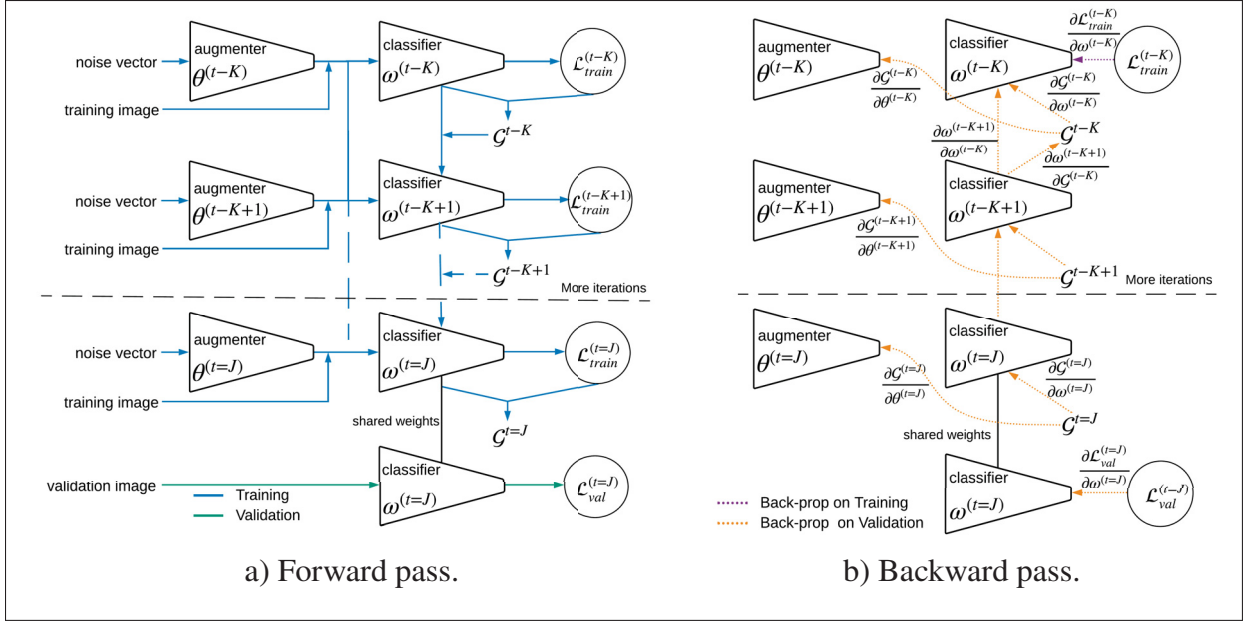 augmenter
θ^(t-K)
noise vector
training image
classifier
ω^(t-K)
ℒ_train^(t-K)
𝒢^t-K
augmenter
θ^(t-K+1)
noise vector
training image
classifier
ω^(t-K+1)
ℒ_train^(t-K+1)
𝒢^t-K+1
More iterations
augmenter
θ^(t=J)
noise vector
training image
classifier
ω^(t=J)
ℒ_train^(t=J)
𝒢^t=J
shared weights
validation image
classifier
ω^(t=J)
ℒ_val^(t=J)
Training
Validation
a) Forward pass.
augmenter
θ^(t-K)
∂𝒢^(t-K)
∂θ^(t-K)
classifier
ω^(t-K)
∂ℒ_train^(t-K)
∂ω^(t-K)
ℒ_train^(t-K)
∂𝒢^(t-K)
∂ω^(t-K)
𝒢^t-K
∂ω^(t-K+1)
∂ω^(t-K)
∂ω^(t-K+1)
∂𝒢^(t-K)
augmenter
θ^(t-K+1)
∂𝒢^(t-K+1)
∂θ^(t-K+1)
classifier
ω^(t-K+1)
𝒢^t-K+1
More iterations
augmenter
θ^(t=J)
∂𝒢^(t=J)
∂θ^(t=J)
classifier
ω^(t=J)
∂𝒢^(t=J)
∂ω^(t=J)
𝒢^t=J
shared weights
classifier
ω^(t=J)
∂ℒ_val^(t=J)
∂ω^(t=J)
ℒ_val^(t=J)
Back-prop on Training
Back-prop on Validation
b) Backward pass.